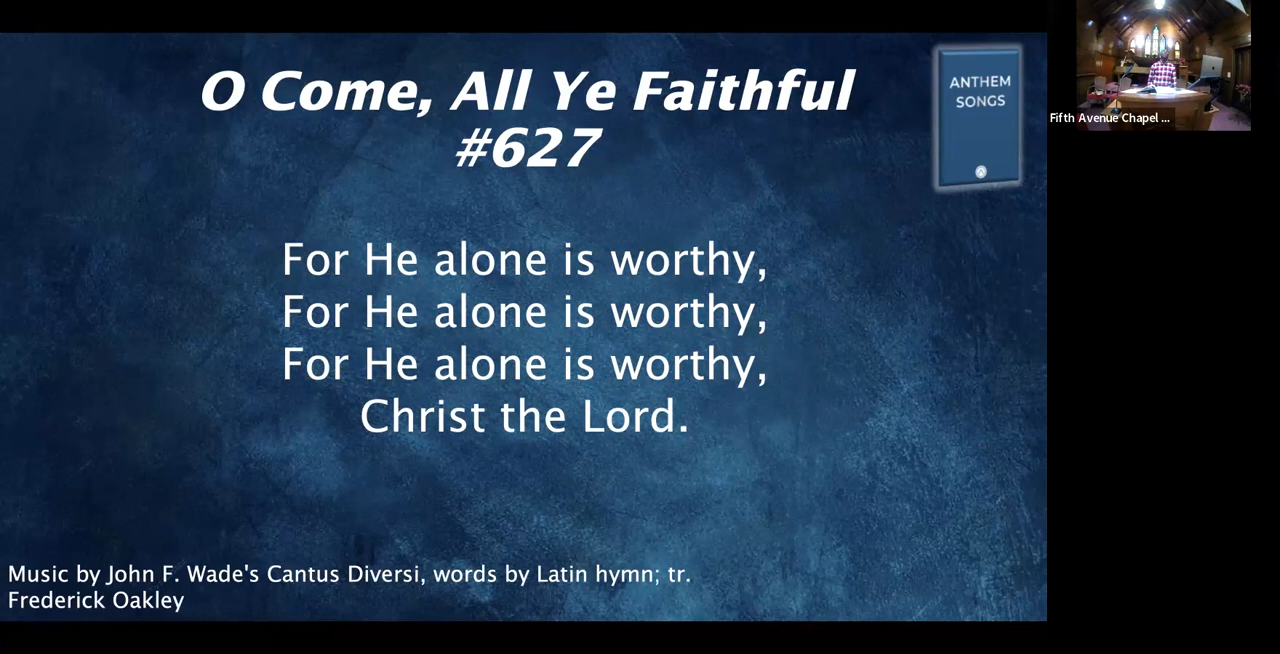 O Come, All Ye Faithful
#627
ANTHEM
SONGS
For He alone is worthy,
For He alone is worthy,
For He alone is worthy,
Christ the Lord.
Music by John F. Wade's Cantus Diversi, words by Latin hymn; tr.
Frederick Oakley
Fifth Avenue Chapel ...